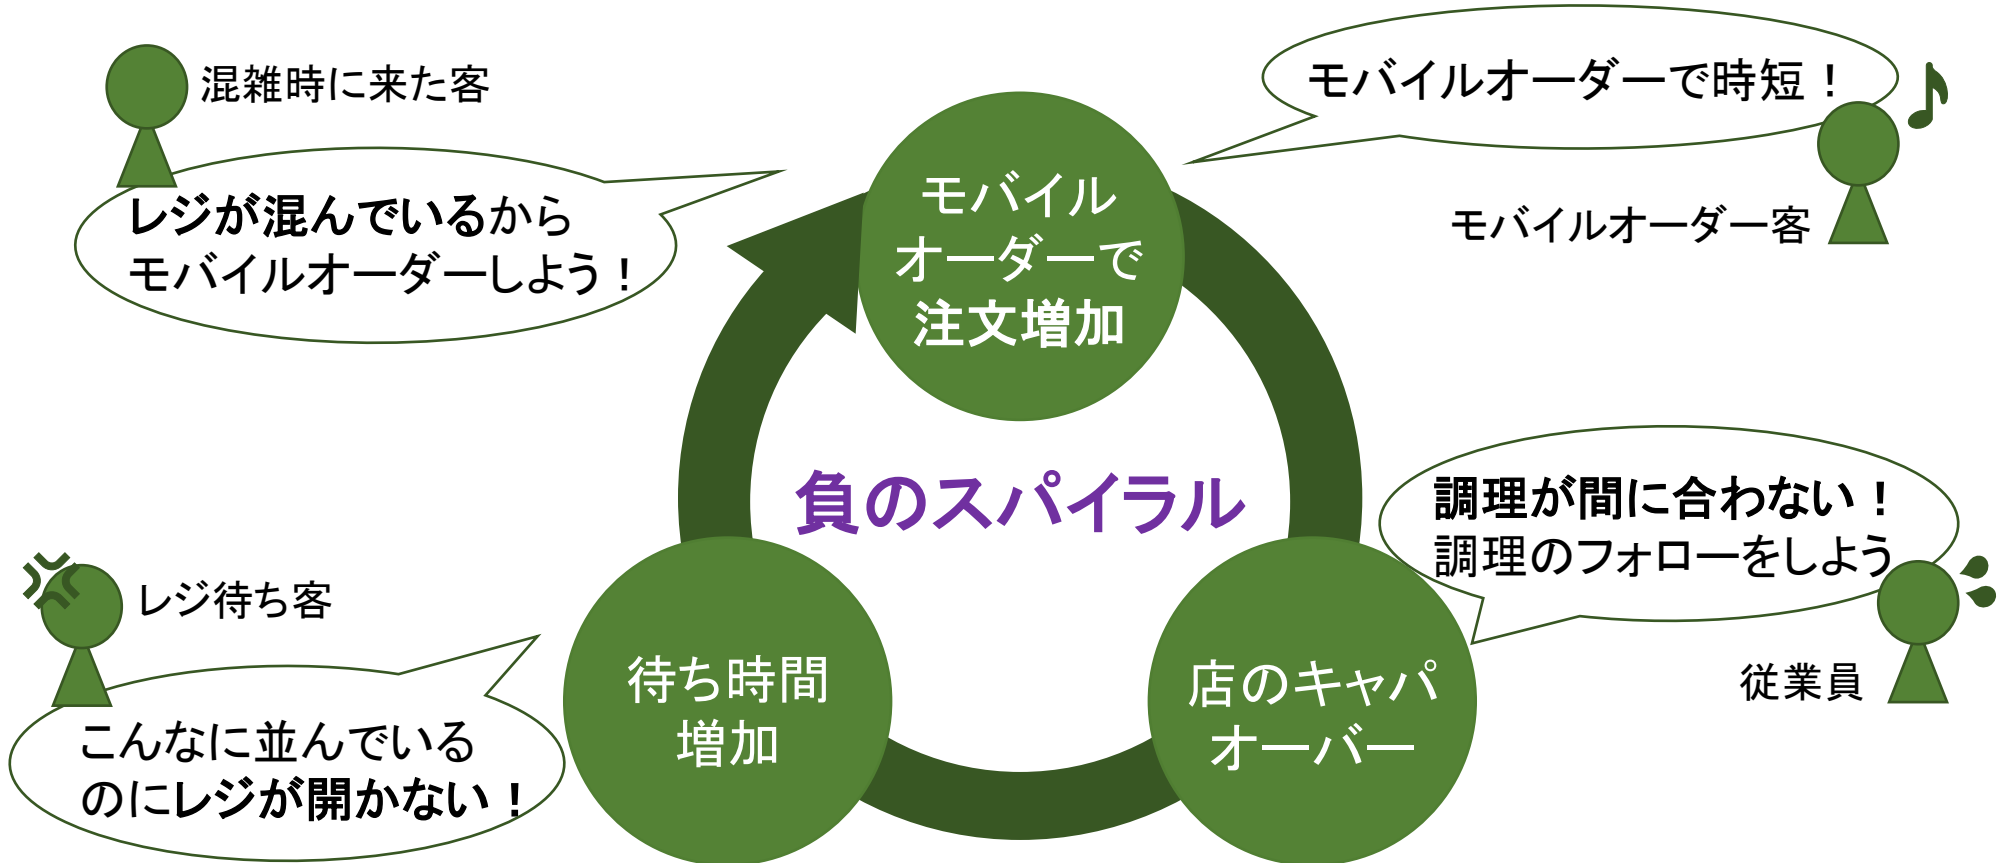 混雑時に来た客
レジが混んでいるから
モバイルオーダーしよう！
モバイルオーダーで時短！
モバイルオーダー客
モバイル
オーダーで
注文増加
負のスパイラル
調理が間に合わない！
調理のフォローをしよう
従業員
店のキャパ
オーバー
待ち時間
増加
レジ待ち客
こんなに並んでいる
のにレジが開かない！